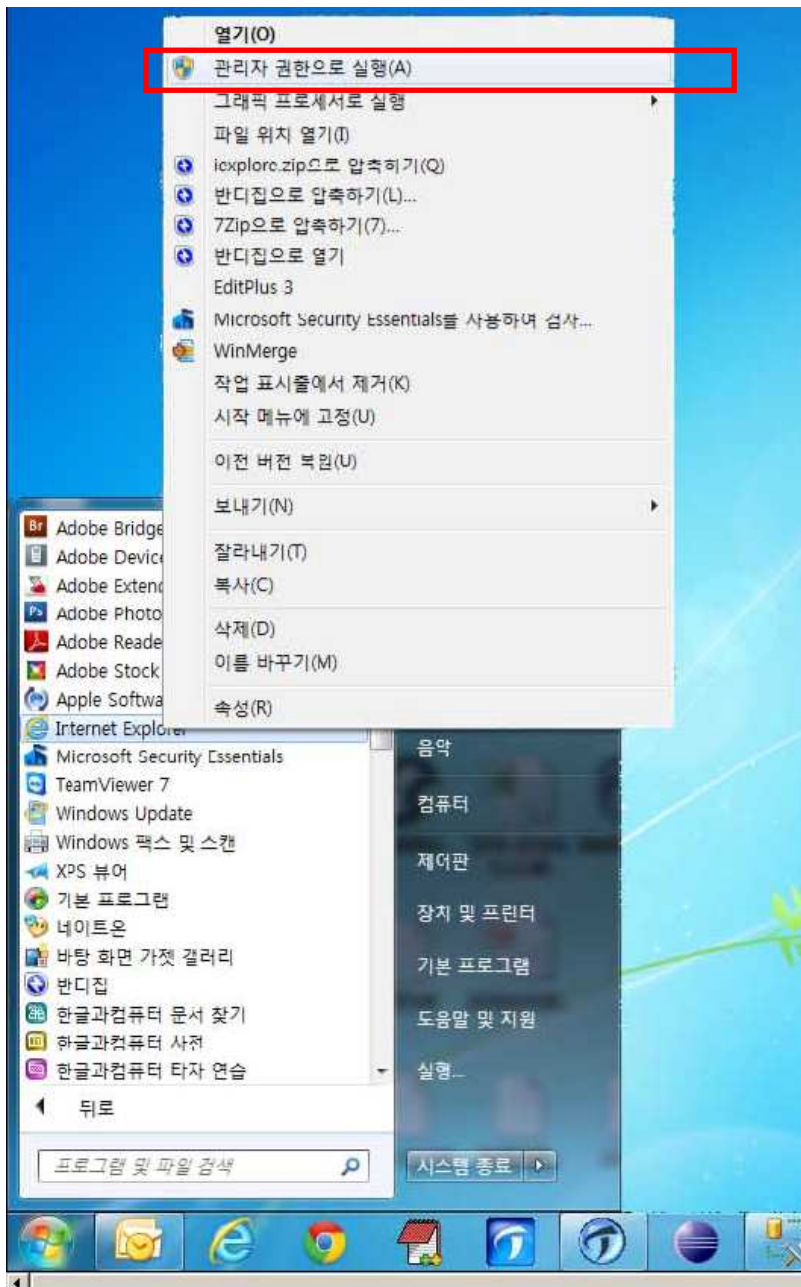 열기(O)
관리자 권한으로 실행(A)
그래픽 프로세서로 실행
파일 위치 열기(I)
iexplore.zip으로 압축하기(Q)
반디집으로 압축하기(L)...
7Zip으로 압축하기(7)...
반디집으로 열기
EditPlus 3
Microsoft Security Essentials를 사용하여 검사...
WinMerge
작업 표시줄에서 제거(K)
시작 메뉴에 고정(U)
이전 버전 복원(U)
보내기(N)
잘라내기(T)
복사(C)
삭제(D)
이름 바꾸기(M)
속성(R)
Br Adobe Bridge
Adobe Device
Adobe Extend
Ps Adobe Photo
Adobe Reade
Adobe Stock
Apple Softwa
Internet Explorer
Microsoft Security Essentials
TeamViewer 7
Windows Update
Windows 팩스 및 스캔
XPS 뷰어
기본 프로그램
네이트온
바탕 화면 가젯 갤러리
반디집
한글과컴퓨터 문서 찾기
한글과컴퓨터 사전
한글과컴퓨터 타자 연습
뒤로
프로그램 및 파일 검색
음악
컴퓨터
제어판
장치 및 프린터
기본 프로그램
도움말 및 지원
실행...
시스템 종료